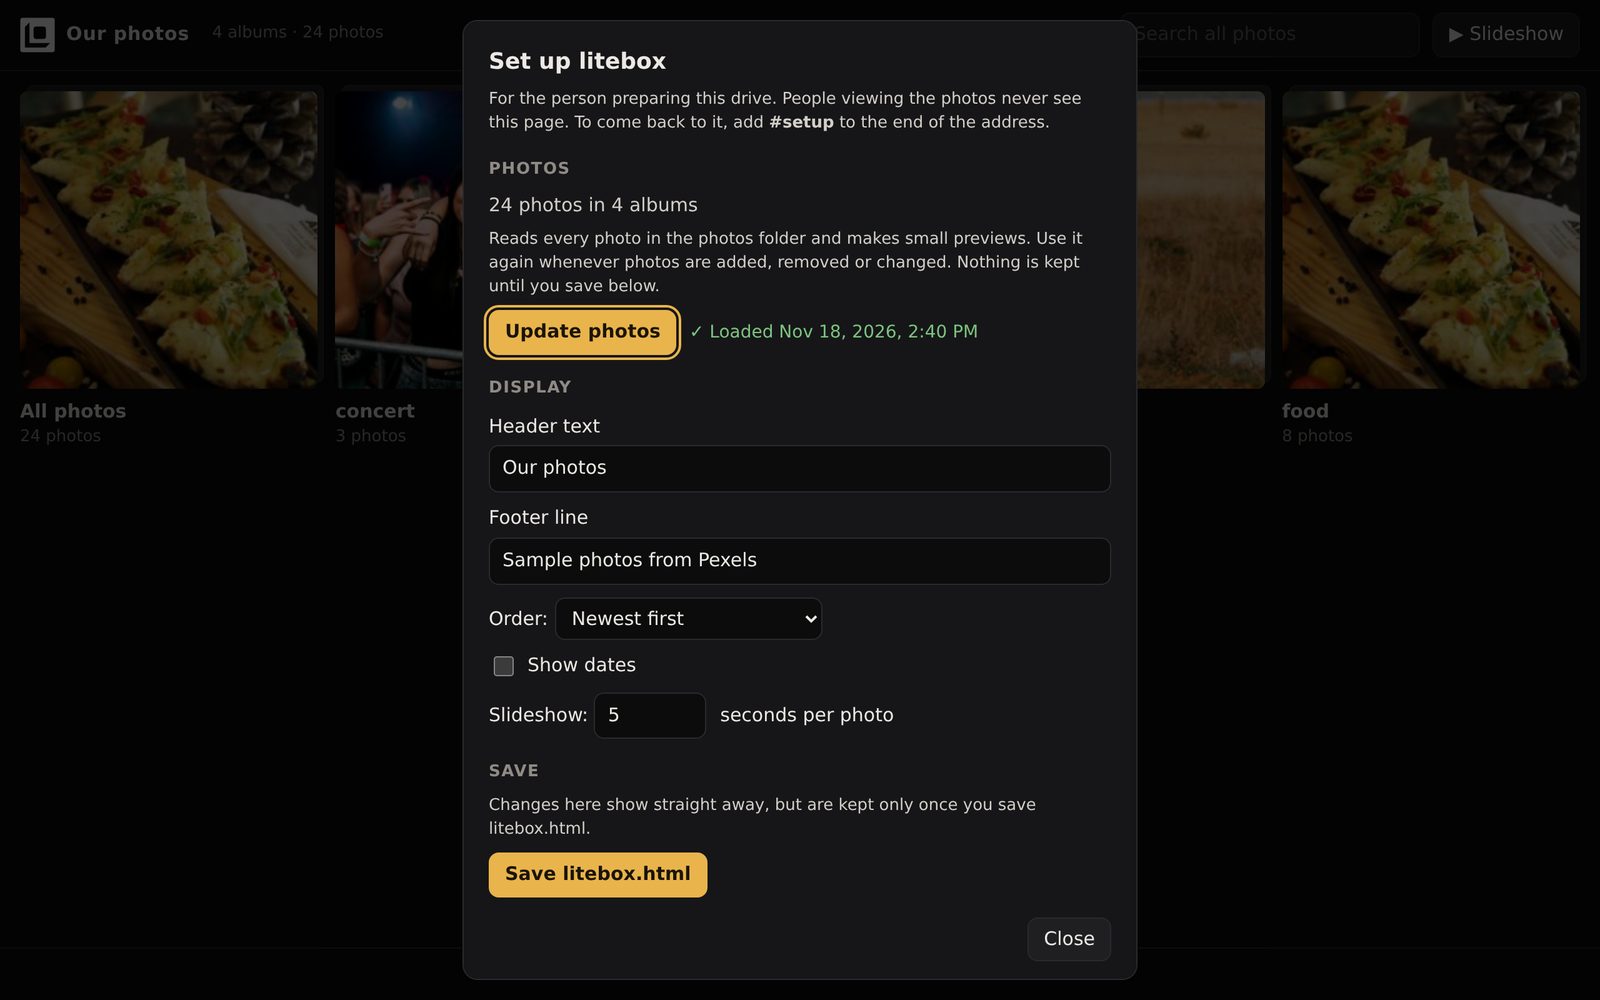 Our photos
4 albums · 24 photos
Search all photos
▶ Slideshow
Set up litebox
For the person preparing this drive. People viewing the photos never see
this page. To come back to it, add #setup to the end of the address.
PHOTOS
24 photos in 4 albums
Reads every photo in the photos folder and makes small previews. Use it
again whenever photos are added, removed or changed. Nothing is kept
until you save below.
Update photos
✓ Loaded Nov 18, 2026, 2:40 PM
DISPLAY
Header text
Our photos
Footer line
Sample photos from Pexels
Order: Newest first
Show dates
Slideshow: 5 seconds per photo
SAVE
Changes here show straight away, but are kept only once you save
litebox.html.
Save litebox.html
Close
All photos
24 photos
concert
3 photos
food
8 photos